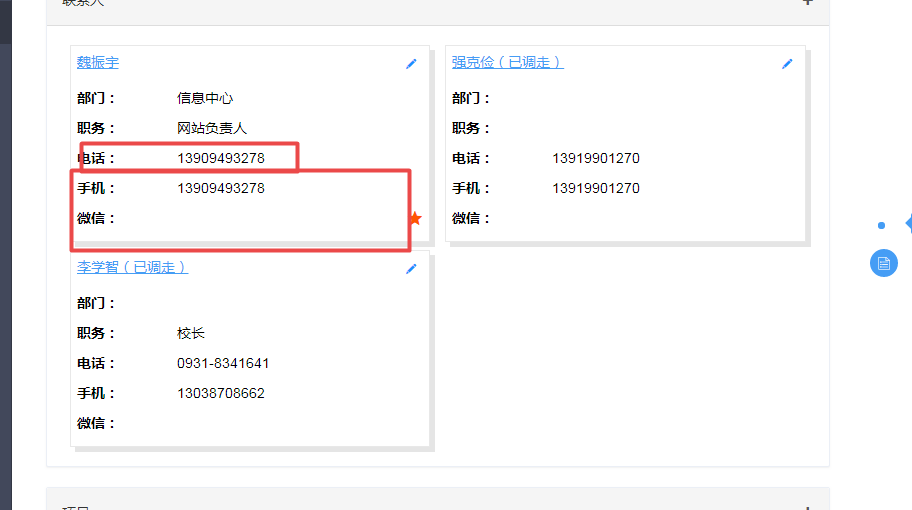 联系人
魏振宇
部门： 信息中心
职务： 网站负责人
电话： 13909493278
手机： 13909493278
微信：
强克俭（已调走）
部门：
职务：
电话： 13919901270
手机： 13919901270
微信：
李学智（已调走）
部门：
职务： 校长
电话： 0931-8341641
手机： 13038708662
微信：
项目